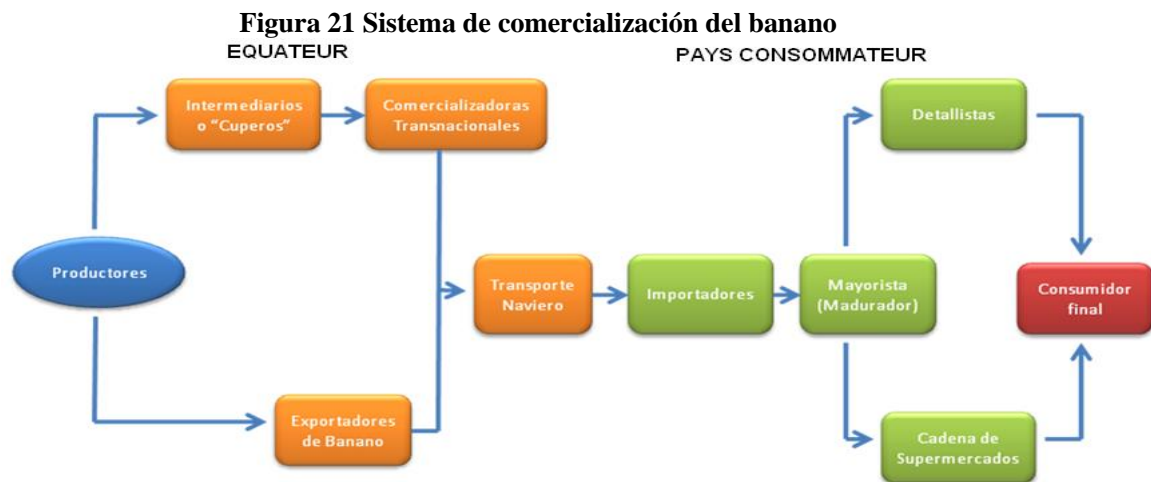 Figura 21 Sistema de comercialización del banano
EQUATEUR
PAYS CONSOMMATEUR
Intermediarios
o “Cuperos”
Comercializadoras
Transnacionales
Detallistas
Productores
Transporte
Naviero
Importadores
Mayorista
(Madurador)
Consumidor
final
Exportadores
de Banano
Cadena de
Supermercados